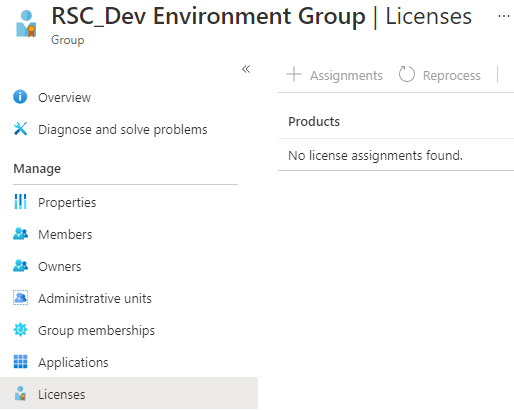 RSC_Dev Environment Group | Licenses ...
Group
«
Overview
Diagnose and solve problems
Manage
Properties
Members
Owners
Administrative units
Group memberships
Applications
Licenses
+ Assignments Reprocess
Products
No license assignments found.